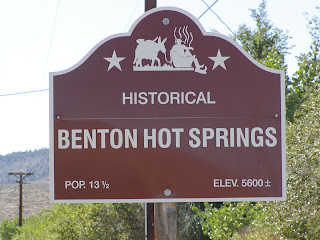 HISTORICAL
BENTON HOT SPRINGS
POP. 13 ½ ELEV. 5600±